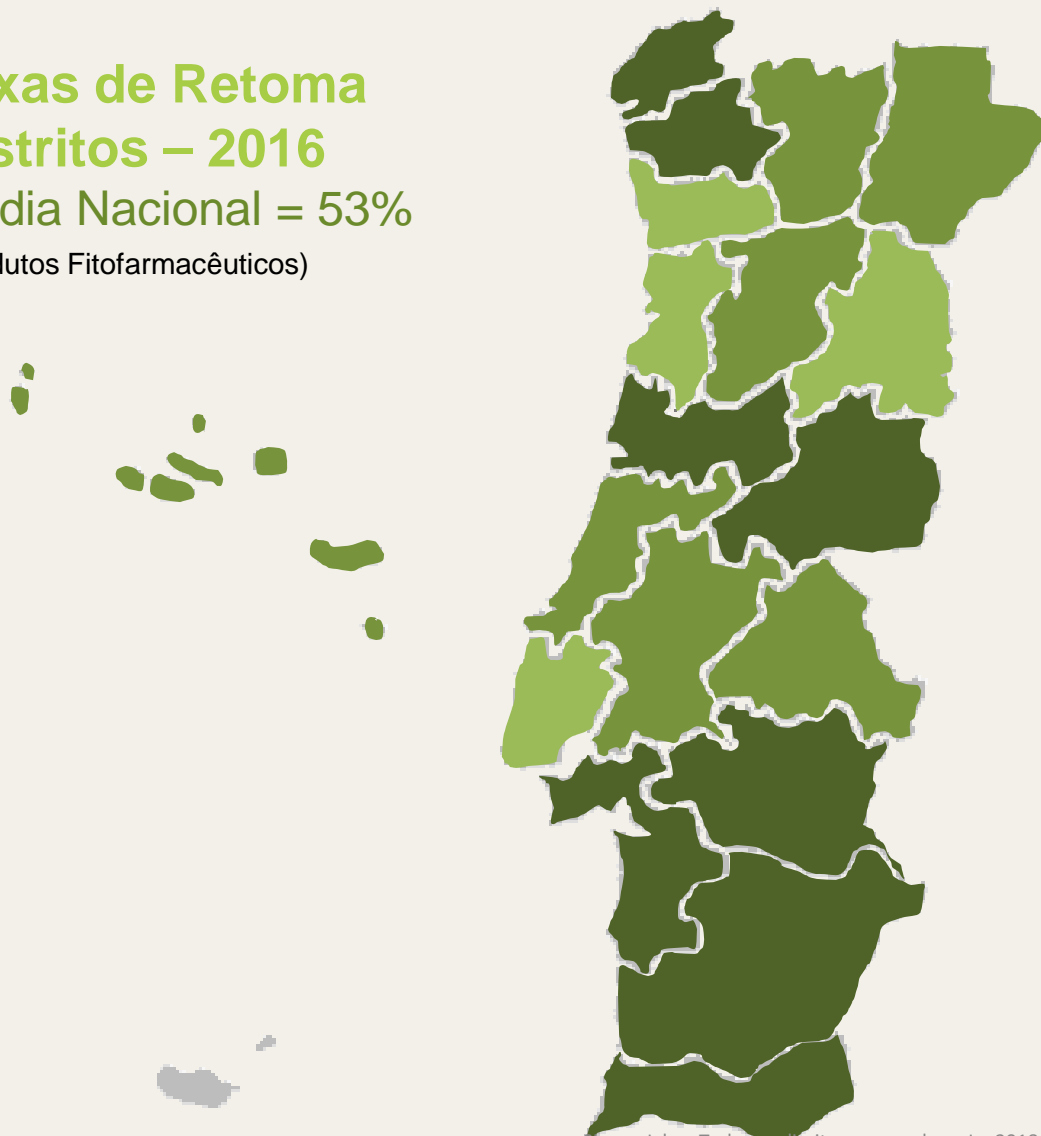 xas de Retoma
stritos – 2016
dia Nacional = 53%
lutos Fitofarmacêuticos)